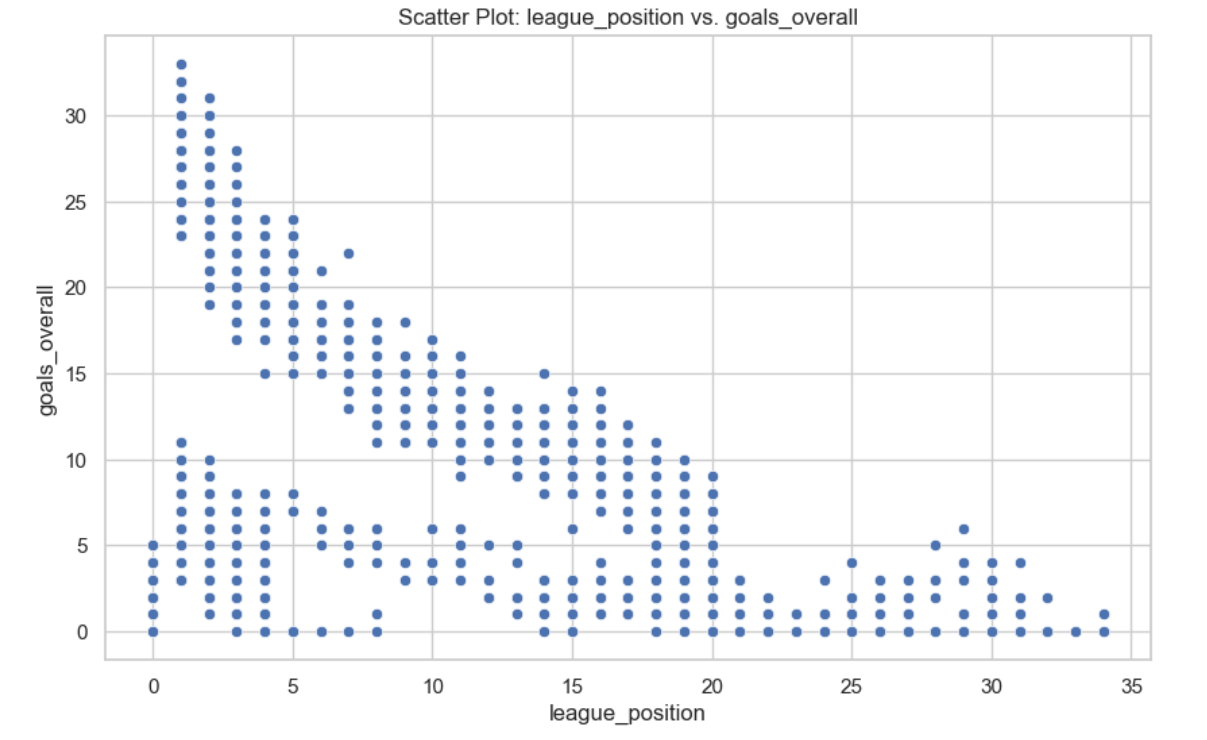 Scatter Plot: league_position vs. goals_overall
30
25
20
15
10
5
0
goals_overall
0 5 10 15 20 25 30 35
league_position